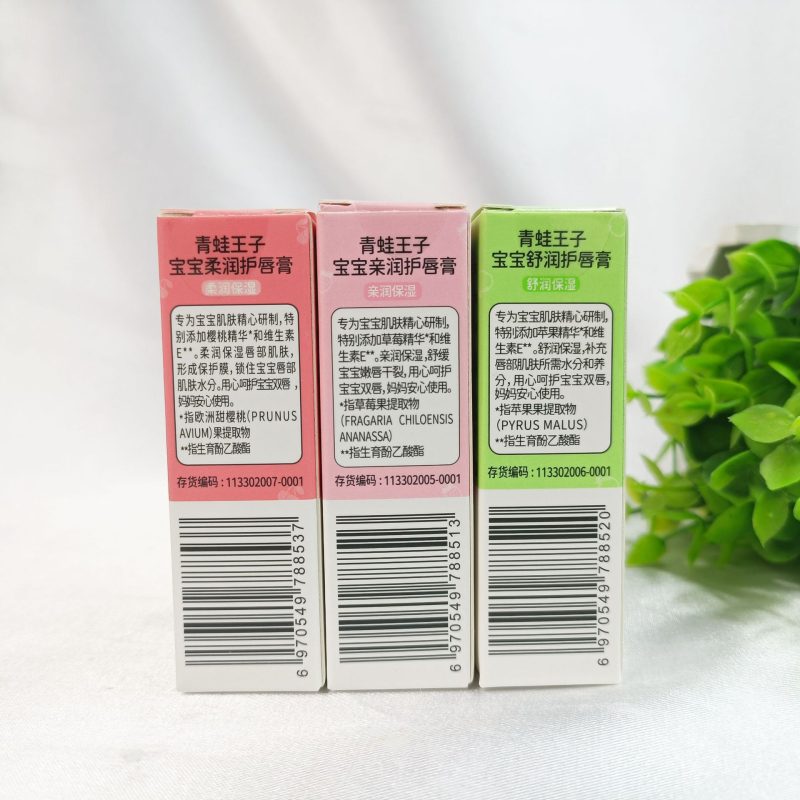 青蛙王子
宝宝柔润护唇膏
柔润保湿
专为宝宝肌肤精心研制,特
别添加樱桃精华*和维生素
E**。柔润保湿唇部肌肤,
形成保护膜,锁住宝宝唇部
肌肤水分。用心呵护宝宝双唇,
妈妈安心使用。
*指欧洲甜樱桃(PRUNUS
AVIUM)果提取物
**指生育酚乙酸酯
存货编码:113302007-0001
6970549788537
青蛙王子
宝宝亲润护唇膏
亲润保湿
专为宝宝肌肤精心研制,
特别添加草莓精华*和维
生素E**。亲润保湿,舒缓
宝宝嫩唇干裂,用心呵护
宝宝双唇,妈妈安心使用。
*指草莓果提取物
(FRAGARIA CHILOENSIS
ANANASSA)
**指生育酚乙酸酯
存货编码:113302005-0001
6970549788513
青蛙王子
宝宝舒润护唇膏
舒润保湿
专为宝宝肌肤精心研制,
特别添加苹果精华*和维
生素E**。舒润保湿,补充
唇部肌肤所需水分和养
分,用心呵护宝宝双唇,
妈妈安心使用。
*指苹果果提取物
(PYRUS MALUS)
**指生育酚乙酸酯
存货编码:113302006-0001
6970549788520